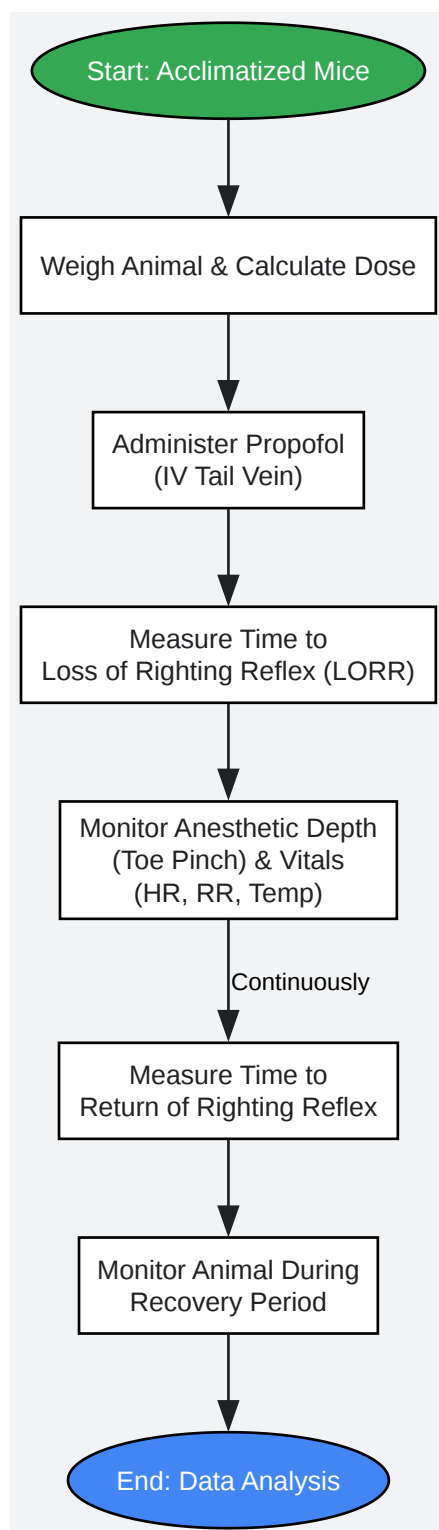 Start: Acclimatized Mice
Weigh Animal & Calculate Dose
Administer Propofol
(IV Tail Vein)
Measure Time to
Loss of Righting Reflex (LORR)
Monitor Anesthetic Depth
(Toe Pinch) & Vitals
(HR, RR, Temp)
Continuously
Measure Time to
Return of Righting Reflex
Monitor Animal During
Recovery Period
End: Data Analysis